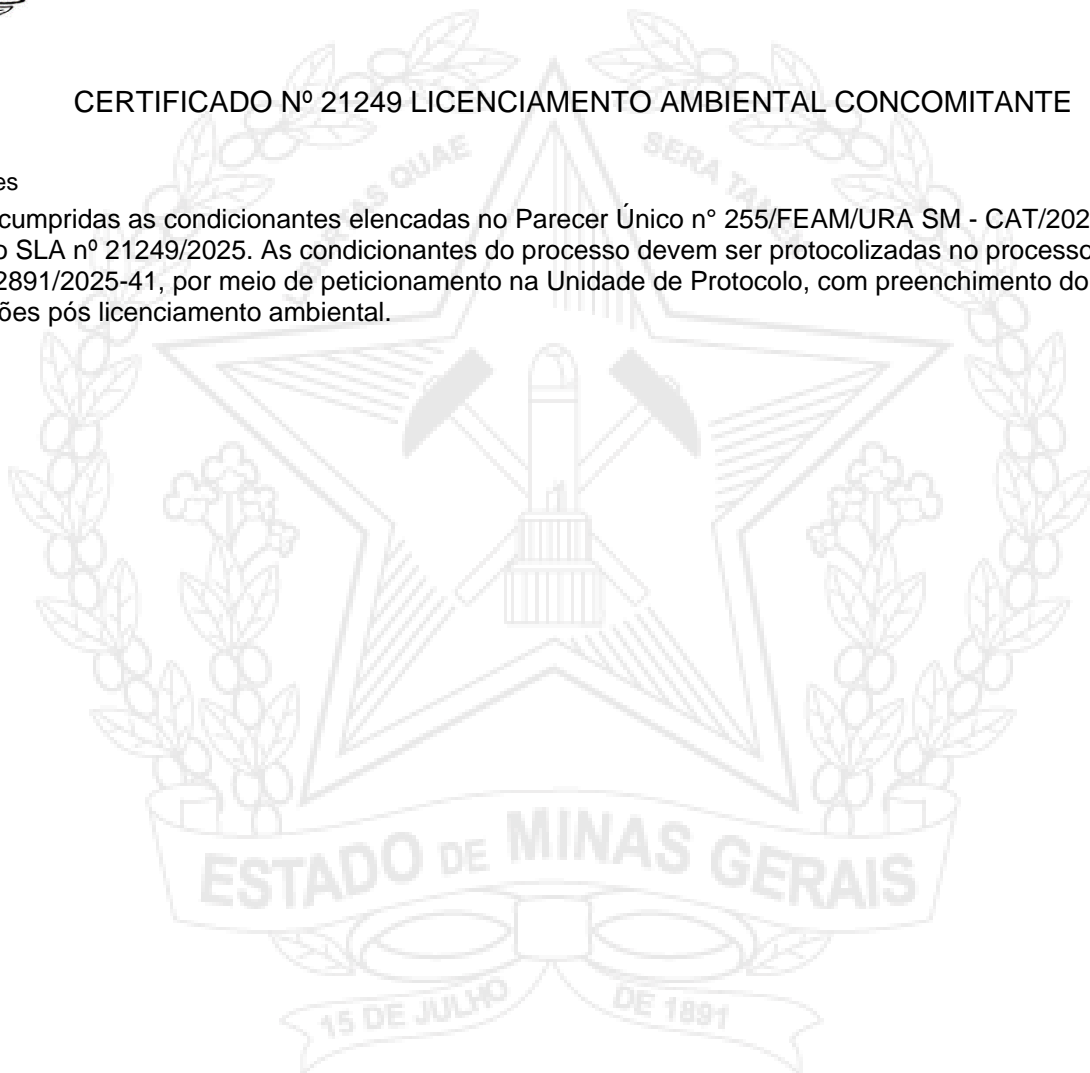 CERTIFICADO Nº 21249 LICENCIAMENTO AMBIENTAL CONCOMITANTE
es
cumpridas as condicionantes elencadas no Parecer Único n° 255/FEAM/URA SM - CAT/202
o SLA nº 21249/2025. As condicionantes do processo devem ser protocolizadas no processo
2891/2025-41, por meio de peticionamento na Unidade de Protocolo, com preenchimento do
ões pós licenciamento ambiental.
QUAE SERA TA
ESTADO DE MINAS GERAIS
15 DE JULHO DE 1891